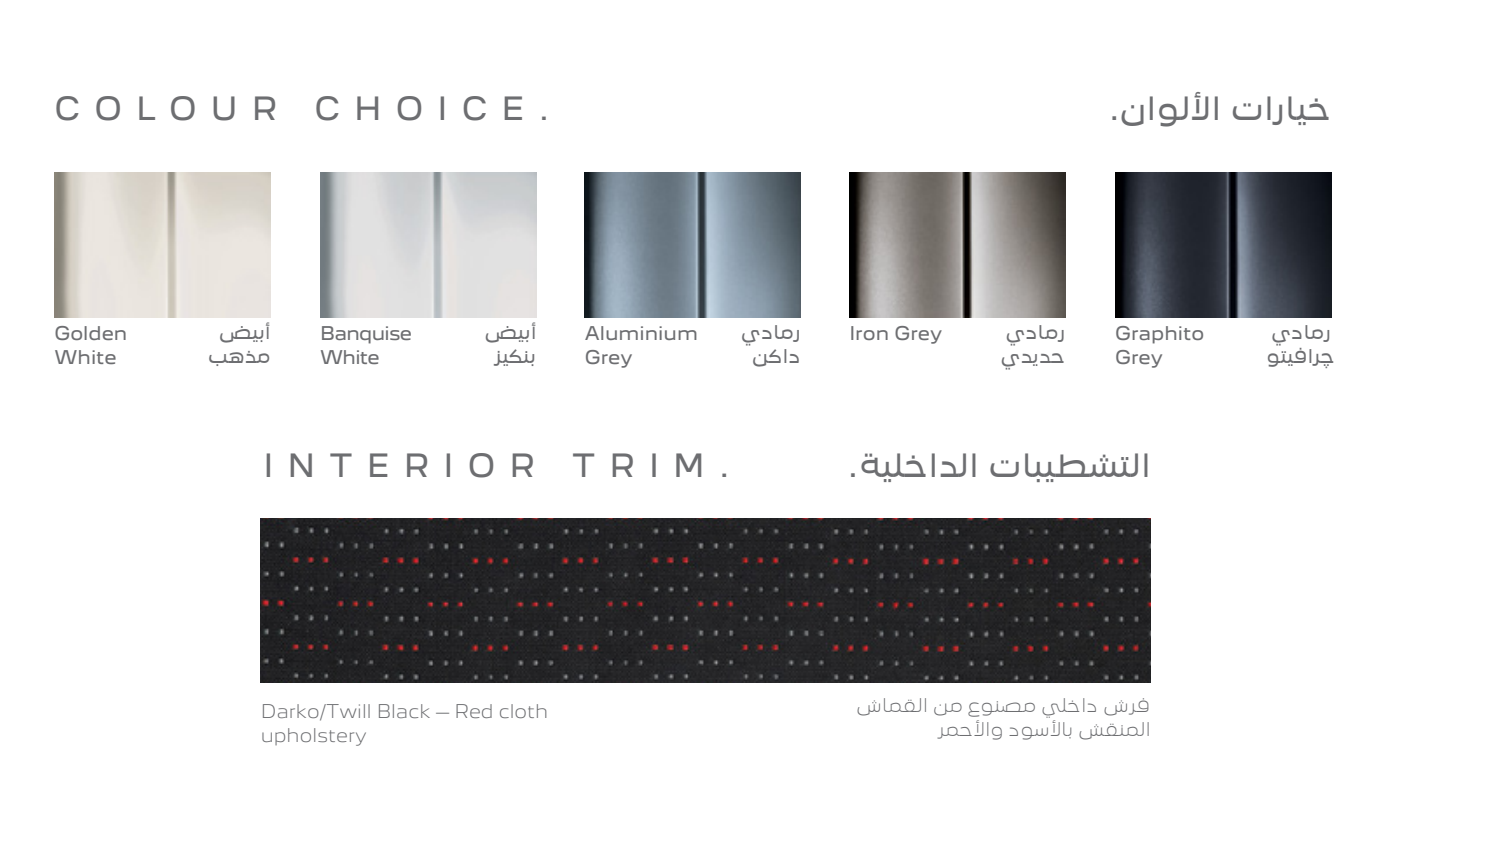 COLOUR CHOICE.
خيارات الألوان.
Golden
White
أبيض
مذهب
Banquise
White
أبيض
بنكيز
Aluminium
Grey
رمادي
داكن
Iron Grey
رمادي
حديدي
Graphito
Grey
رمادي
چرافيتو
INTERIOR TRIM.
التشطيبات الداخلية.
Darko/Twill Black – Red cloth
upholstery
فرش داخلي مصنوع من القماش
المنقش بالأسود والأحمر